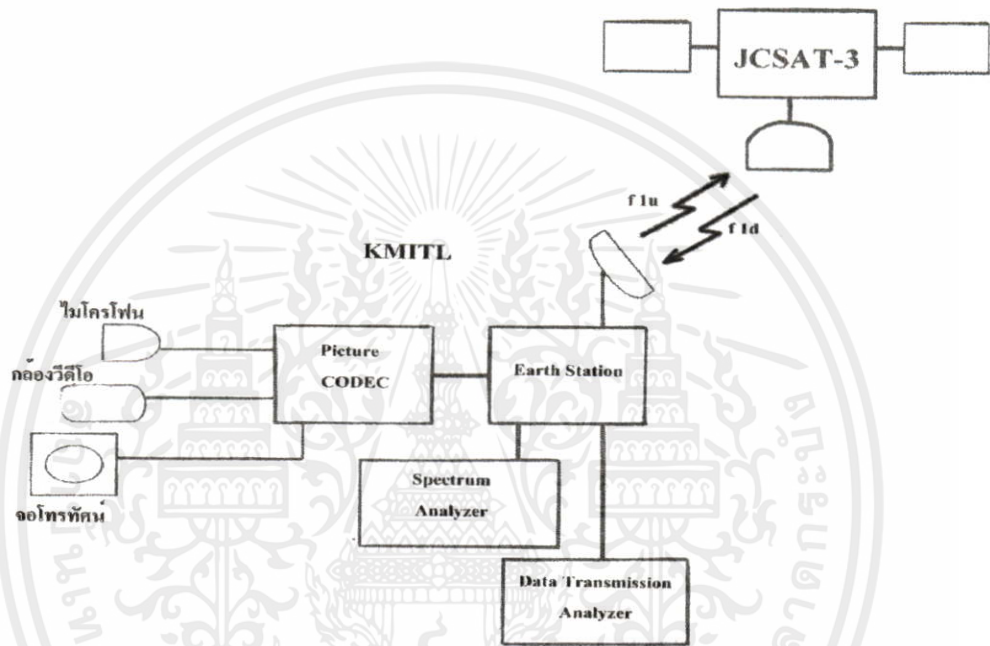 JCSAT-3
f 1u
f 1d
KMITL
ไมโครโฟน
กล้องวีดีโอ
จอโทรทัศน์
Picture
CODEC
Earth Station
Spectrum
Analyzer
Data Transmission
Analyzer